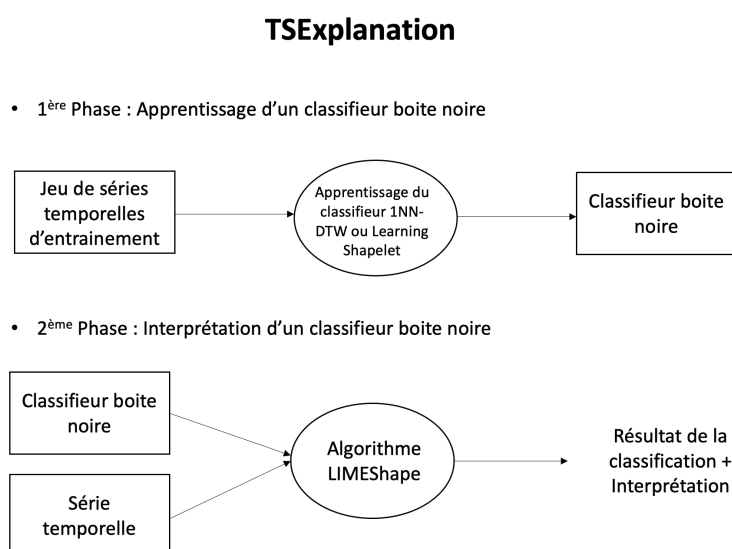 TSExplanation
• 1ère Phase : Apprentissage d’un classifieur boite noire
Jeu de séries
temporelles
d’entrainement
Apprentissage du
classifieur 1NN-
DTW ou Learning
Shapelet
Classifieur boite
noire
• 2ème Phase : Interprétation d’un classifieur boite noire
Classifieur boite
noire
Série
temporelle
Algorithme
LIMEShape
Résultat de la
classification +
Interprétation